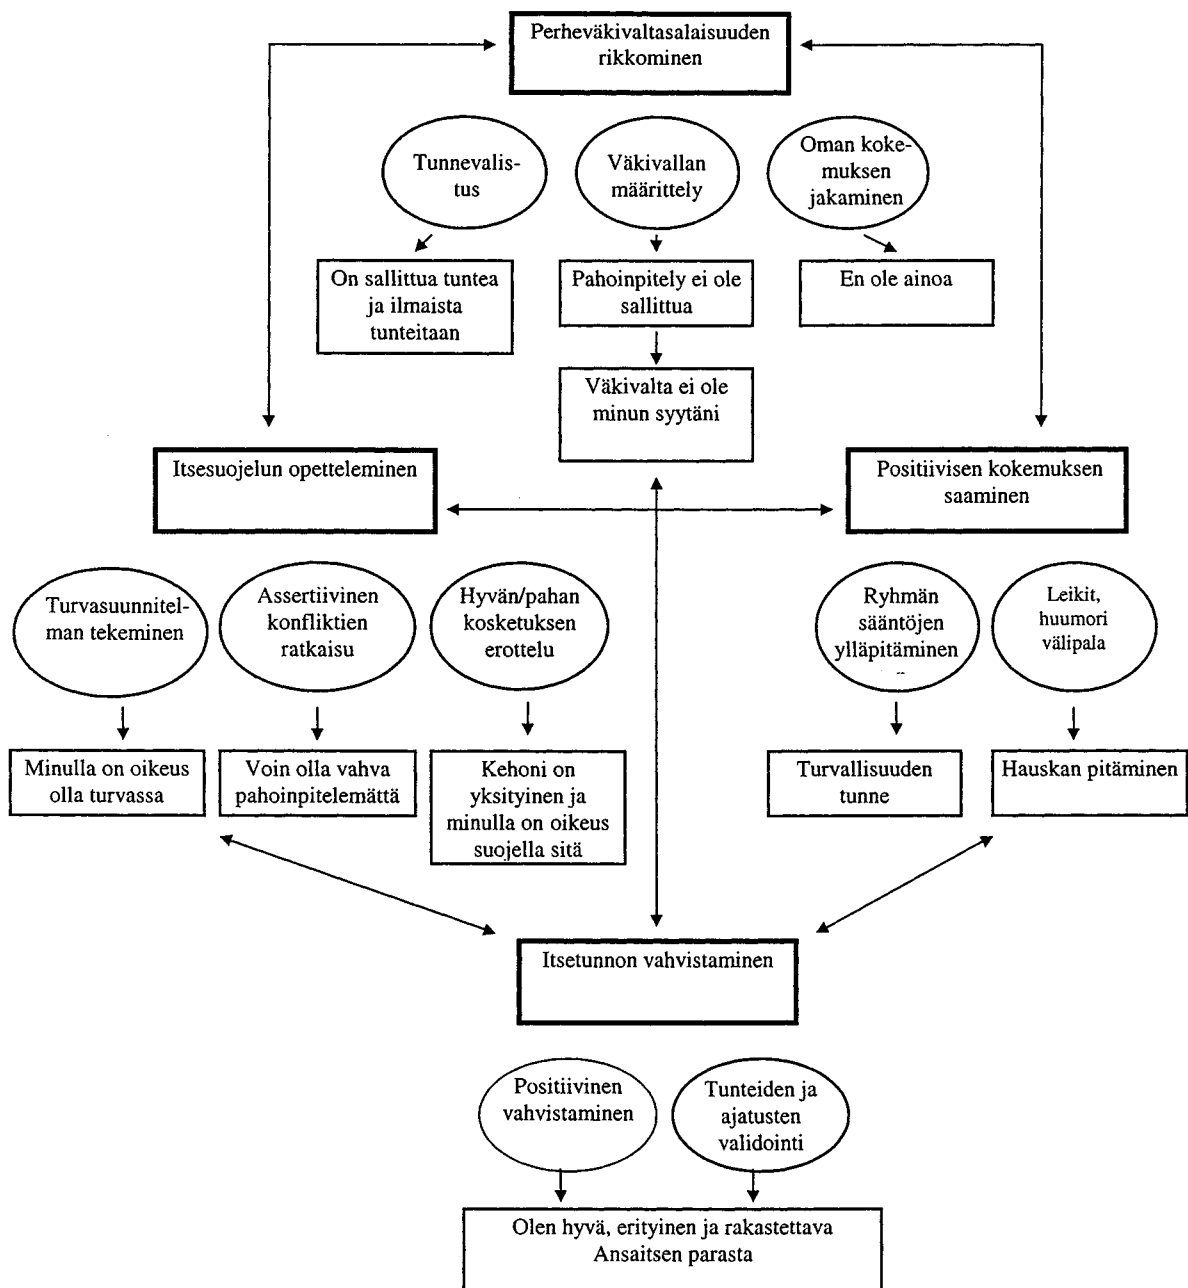 Perheväkivaltasalaisuuden
rikkominen
Tunnevalis-
tus
Väkivallan
määrittely
Oman koke-
muksen
jakaminen
On sallittua tuntea
ja ilmaista
tunteitaan
Pahoinpitely ei ole
sallittua
En ole ainoa
Väkivalta ei ole
minun syytäni
Itsesuojelun opetteleminen
Positiivisen kokemuksen
saaminen
Turvasuunnitel-
man tekeminen
Assertiivinen
konfliktien
ratkaisu
Hyvän/pahan
kosketuksen
erottelu
Ryhmän
sääntöjen
ylläpitäminen
Leikit,
huumori
välipala
Minulla on oikeus
olla turvassa
Voin olla vahva
pahoinpitelemättä
Kehoni on
yksityinen ja
minulla on oikeus
suojella sitä
Turvallisuuden
tunne
Hauskan pitäminen
Itsetunnon vahvistaminen
Positiivinen
vahvistaminen
Tunteiden ja
ajatusten
validointi
Olen hyvä, erityinen ja rakastettava
Ansaitsen parasta